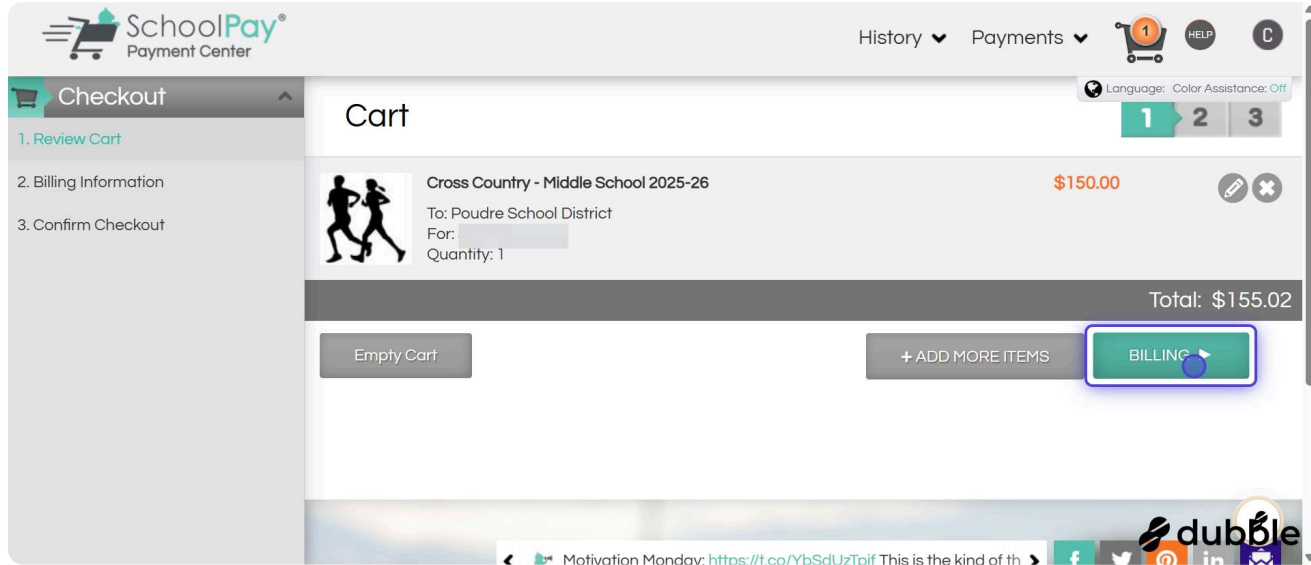 SchoolPay®
Payment Center
History
Payments
1
HELP
C
Language: Color Assistance: Off
Checkout
1. Review Cart
2. Billing Information
3. Confirm Checkout
Cart
1 2 3
Cross Country - Middle School 2025-26
$150.00
To: Poudre School District
For:
Quantity: 1
Total: $155.02
Empty Cart
+ ADD MORE ITEMS
BILLING
Motivation Monday: https://t.co/YbSdUzTpif This is the kind of th
f
in
dubble